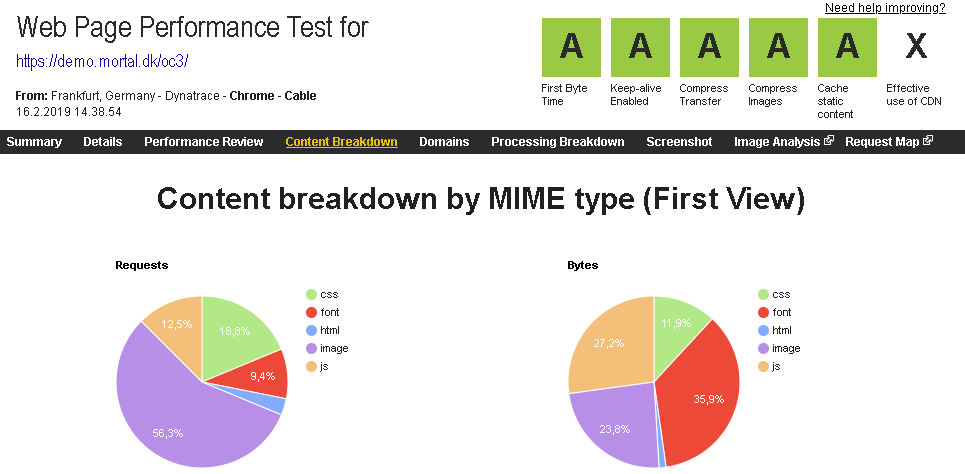 Need help improving?
Web Page Performance Test for
https://demo.mortal.dk/oc3/
From: Frankfurt, Germany - Dynatrace - Chrome - Cable
16.2.2019 14.38.54
A A A A A X
First Byte Time
Keep-alive Enabled
Compress Transfer
Compress Images
Cache static content
Effective use of CDN
Summary Details Performance Review Content Breakdown Domains Processing Breakdown Screenshot Image Analysis Request Map
Content breakdown by MIME type (First View)
Requests
18,8%
9,4%
56,3%
12,5%
css
font
html
image
js
Bytes
11,9%
35,9%
23,8%
27,2%
css
font
html
image
js